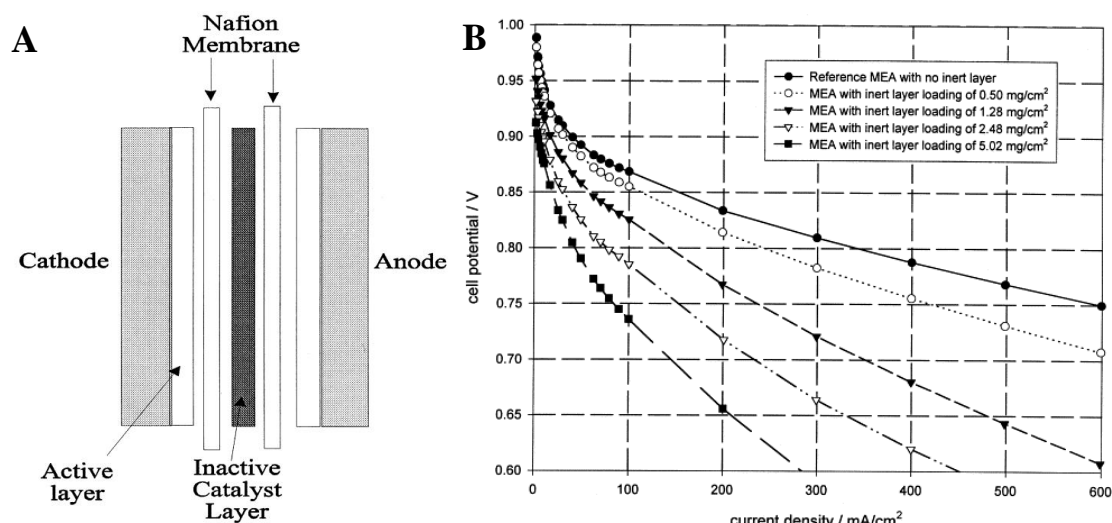 A
Nafion
Membrane
Cathode
Anode
Active
layer
Inactive
Catalyst
Layer
B
cell potential / V
1.00
0.95
0.90
0.85
0.80
0.75
0.70
0.65
0.60
Reference MEA with no inert layer
MEA with inert layer loading of 0.50 mg/cm²
MEA with inert layer loading of 1.28 mg/cm²
MEA with inert layer loading of 2.48 mg/cm²
MEA with inert layer loading of 5.02 mg/cm²
0
100
200
300
400
500
600
current density / mA/cm²